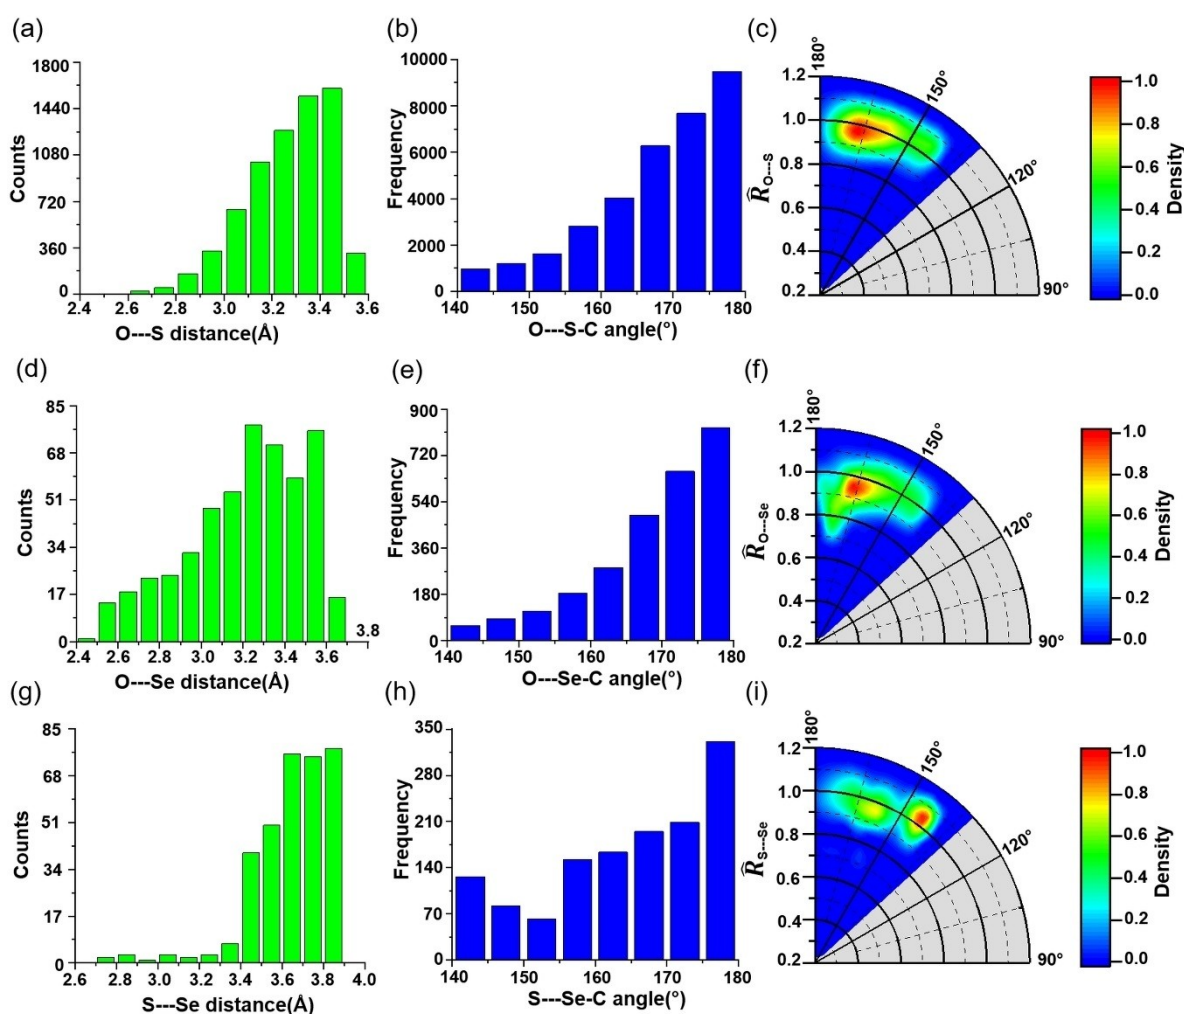 (a)
1800
1440
1080
720
360
0
Counts
2.4 2.6 2.8 3.0 3.2 3.4 3.6
O---S distance(Å)
(b)
10000
8000
6000
4000
2000
0
Frequency
140 150 160 170 180
O---S-C angle(°)
(c)
180°
150°
120°
90°
1.2
1.0
0.8
0.6
0.4
0.2
R̂O---S
1.0
0.8
0.6
0.4
0.2
0.0
Density
(d)
85
68
51
34
17
0
Counts
2.4 2.6 2.8 3.0 3.2 3.4 3.6 3.8
O---Se distance(Å)
(e)
900
720
540
360
180
0
Frequency
140 150 160 170 180
O---Se-C angle(°)
(f)
180°
150°
120°
90°
1.2
1.0
0.8
0.6
0.4
0.2
R̂O---Se
1.0
0.8
0.6
0.4
0.2
0.0
Density
(g)
85
68
51
34
17
0
Counts
2.6 2.8 3.0 3.2 3.4 3.6 3.8 4.0
S---Se distance(Å)
(h)
350
280
210
140
70
0
Frequency
140 150 160 170 180
S---Se-C angle(°)
(i)
180°
150°
120°
90°
1.2
1.0
0.8
0.6
0.4
0.2
R̂S---Se
1.0
0.8
0.6
0.4
0.2
0.0
Density